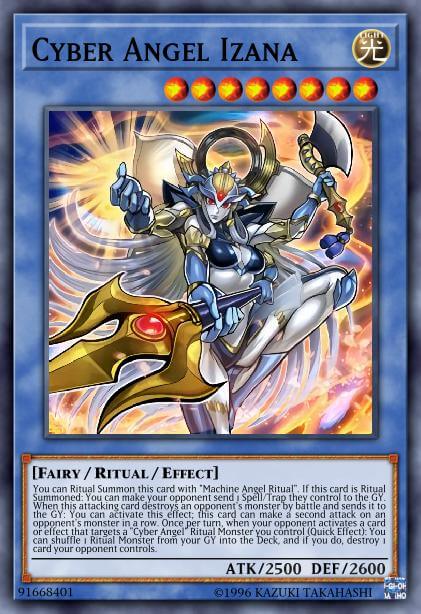 CYBER ANGEL IZANA
LIGHT
光
[FAIRY / RITUAL / EFFECT]
You can Ritual Summon this card with "Machine Angel Ritual". If this card is Ritual
Summoned: You can make your opponent send 1 Spell/Trap they control to the GY.
When this attacking card destroys an opponent's monster by battle and sends it to
the GY: You can activate this effect; this card can make a second attack on an
opponent's monster in a row. Once per turn, when your opponent activates a card
or effect that targets a "Cyber Angel" Ritual Monster you control (Quick Effect): You
can shuffle 1 Ritual Monster from your GY into the Deck, and if you do, destroy 1
card your opponent controls.
ATK/2500 DEF/2600
91668401 ©1996 KAZUKI TAKAHASHI